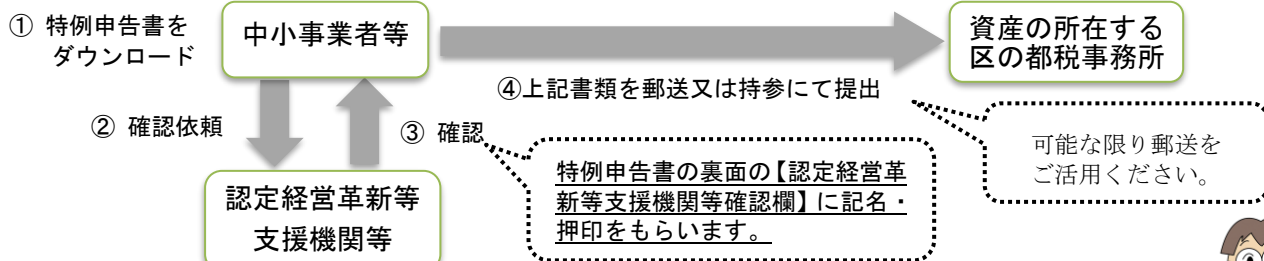 ① 特例申告書を
ダウンロード
中小事業者等
資産の所在する
区の都税事務所
④上記書類を郵送又は持参にて提出
② 確認依頼
③ 確認
可能な限り郵送を
ご活用ください。
特例申告書の裏面の【認定経営革
新等支援機関等確認欄】に記名・
押印をもらいます。
認定経営革新等
支援機関等